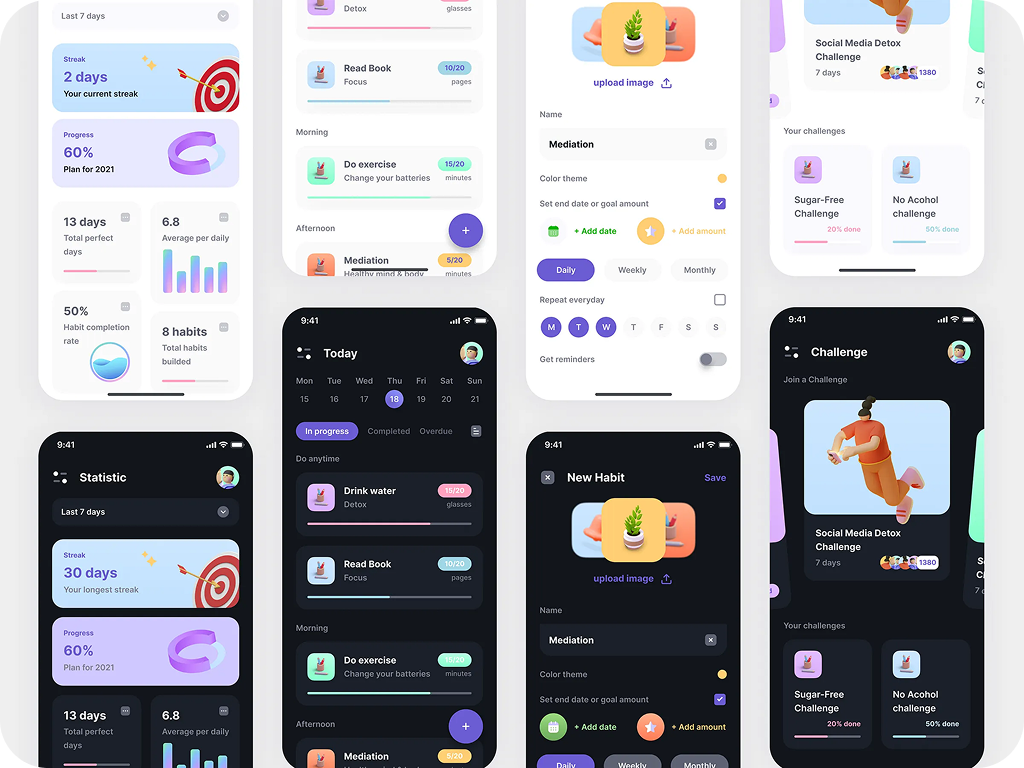 Last 7 days
Streak
2 days
Your current streak
Progress
60%
Plan for 2021
13 days
Total perfect
days
6.8
Average per daily
50%
Habit completion
rate
8 habits
Total habits
builded
9:41
Statistic
Last 7 days
Streak
30 days
Your longest streak
Progress
60%
Plan for 2021
13 days
Total perfect
days
6.8
Average per daily
Detox
glasses
Read Book
10/20
Focus
pages
Morning
Do exercise
15/20
Change your batteries
minutes
Afternoon
+
Mediation
5/20
Healthy mind & body
minutes
9:41
Today
Mon Tue Wed Thu Fri Sat Sun
15 16 17 18 19 20 21
In progress Completed Overdue
Do anytime
Drink water
15/20
Detox
glasses
Read Book
10/20
Focus
pages
Morning
Do exercise
15/20
Change your batteries
minutes
Afternoon
+
Mediation
5/20
upload image
Name
Mediation
Color theme
Set end date or goal amount
+ Add date
+ Add amount
Daily Weekly Monthly
Repeat everyday
M T W T F S S
Get reminders
9:41
New Habit
Save
upload image
Name
Mediation
Color theme
Set end date or goal amount
+ Add date
+ Add amount
Daily Weekly Monthly
Social Media Detox
Challenge
7 days
1380
Your challenges
Sugar-Free
Challenge
20% done
No Acohol
challenge
50% done
9:41
Challenge
Join a Challenge
Social Media Detox
Challenge
7 days
1380
Your challenges
Sugar-Free
Challenge
20% done
No Acohol
Challenge
50% done